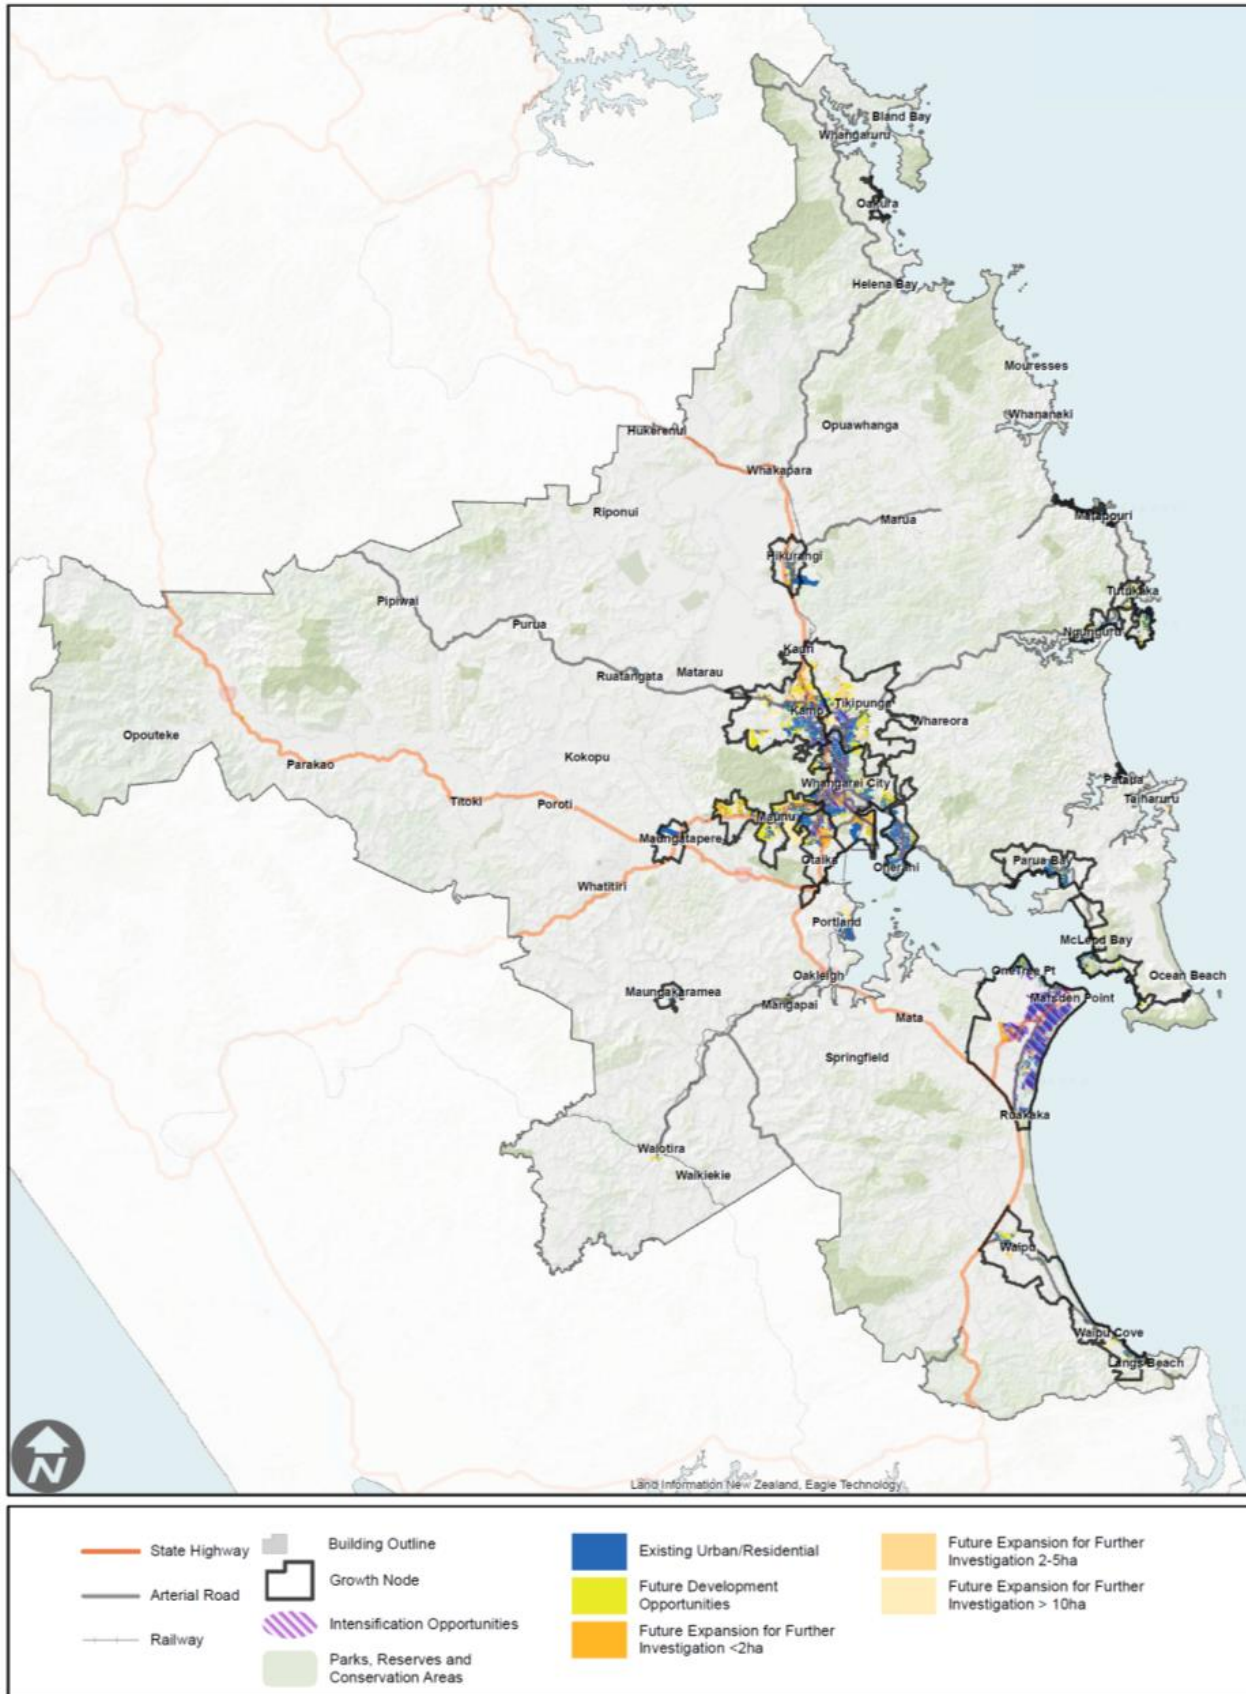 Bland Bay
Whangaruru
Oakura
Helena Bay
Mouresses
Whananaki
Opuawhanga
Hukerenui
Whakapara
Riponui
Marua
Matapouri
Hikurangi
Tutukaka
Pipiwai
Purua
Ngunguru
Kauri
Ruatangata
Matarau
Kamo
Tikipunga
Whareora
Opouteke
Parakao
Kokopu
Whangarei City
Pataua
Taiharuru
Titoki
Poroti
Maunu
Maungatapere
Otaika
Onerahi
Parua Bay
Whatitiri
Portland
McLeod Bay
Oakleigh
OneTree Pt
Ocean Beach
Maungakaramea
Mangapai
Marsden Point
Mata
Springfield
Ruakaka
Waiotira
Waikiekie
Waipu
Waipu Cove
Langs Beach
N
Land Information New Zealand, Eagle Technology
State Highway
Arterial Road
Railway
Building Outline
Growth Node
Intensification Opportunities
Parks, Reserves and
Conservation Areas
Existing Urban/Residential
Future Development
Opportunities
Future Expansion for Further
Investigation <2ha
Future Expansion for Further
Investigation 2-5ha
Future Expansion for Further
Investigation > 10ha